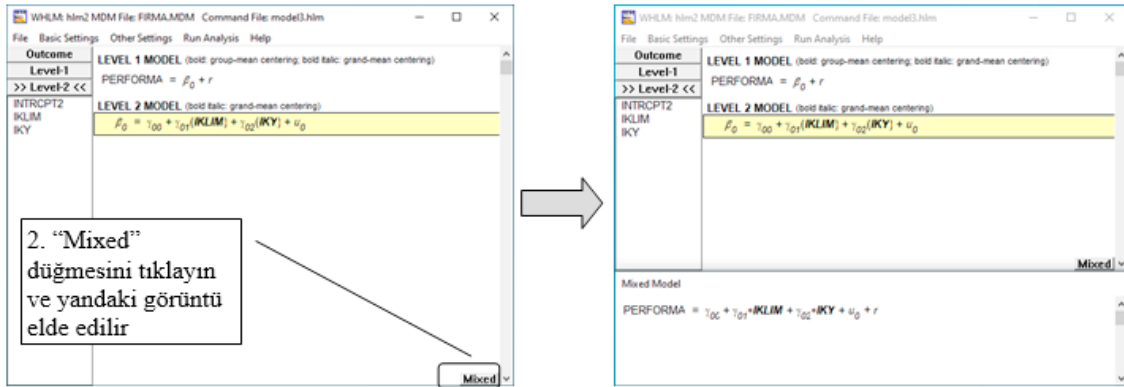 WHLM: hlm2 MDM File: FIRMA.MDM Command File: model3.hlm
File Basic Settings Other Settings Run Analysis Help
Outcome
Level-1
>> Level-2 <<
INTRCPT2
IKLIM
IKY
LEVEL 1 MODEL (bold: group-mean centering; bold italic: grand-mean centering)
PERFORMA = β₀ + r
LEVEL 2 MODEL (bold italic: grand-mean centering)
β₀ = γ₀₀ + γ₀₁(IKLIM) + γ₀₂(IKY) + u₀
2. “Mixed”
düğmesini tıklayın
ve yandaki görüntü
elde edilir
Mixed
WHLM: hlm2 MDM File: FIRMA.MDM Command File: model3.hlm
File Basic Settings Other Settings Run Analysis Help
Outcome
Level-1
>> Level-2 <<
INTRCPT2
IKLIM
IKY
LEVEL 1 MODEL (bold: group-mean centering; bold italic: grand-mean centering)
PERFORMA = β₀ + r
LEVEL 2 MODEL (bold italic: grand-mean centering)
β₀ = γ₀₀ + γ₀₁(IKLIM) + γ₀₂(IKY) + u₀
Mixed
Mixed Model
PERFORMA = γ₀₀ + γ₀₁*IKLIM + γ₀₂*IKY + u₀ + r